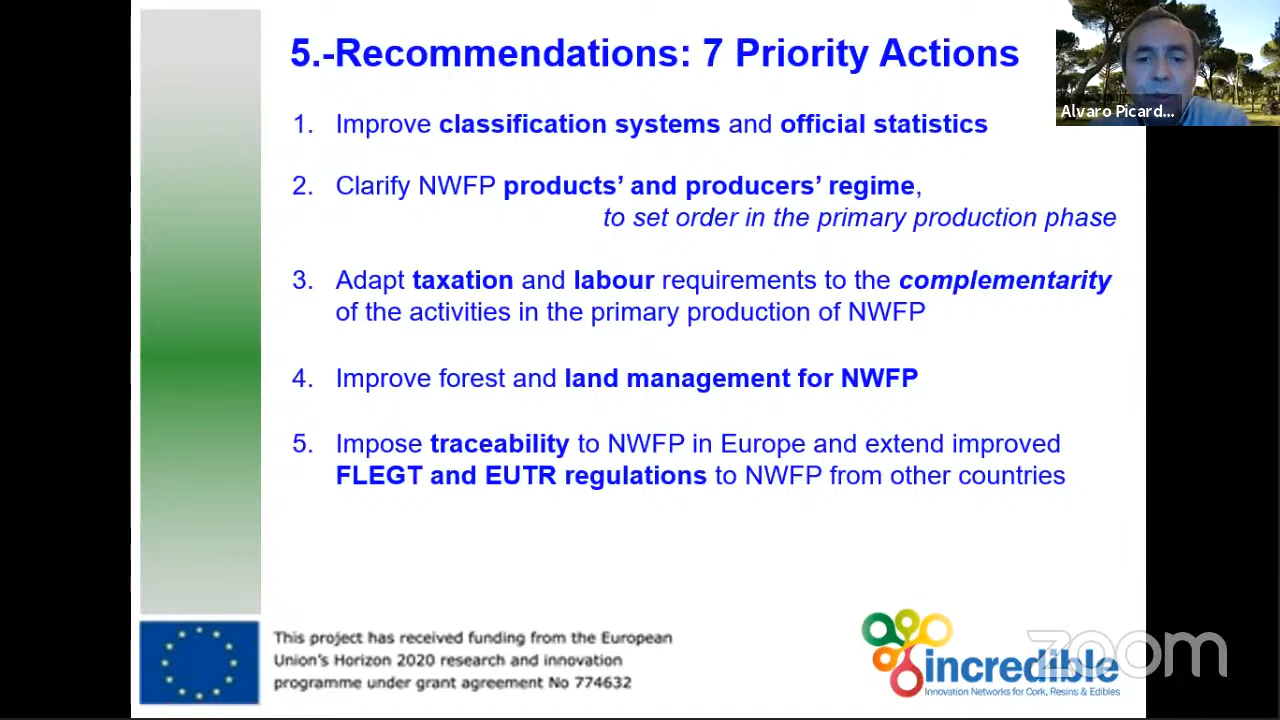 5.-Recommendations: 7 Priority Actions
Alvaro Picard...
1. Improve classification systems and official statistics
2. Clarify NWFP products’ and producers’ regime,
to set order in the primary production phase
3. Adapt taxation and labour requirements to the complementarity
of the activities in the primary production of NWFP
4. Improve forest and land management for NWFP
5. Impose traceability to NWFP in Europe and extend improved
FLEGT and EUTR regulations to NWFP from other countries
This project has received funding from the European
Union's Horizon 2020 research and innovation
programme under grant agreement No 774632
incredible
Innovation Networks for Cork, Resins & Edibles
zoom